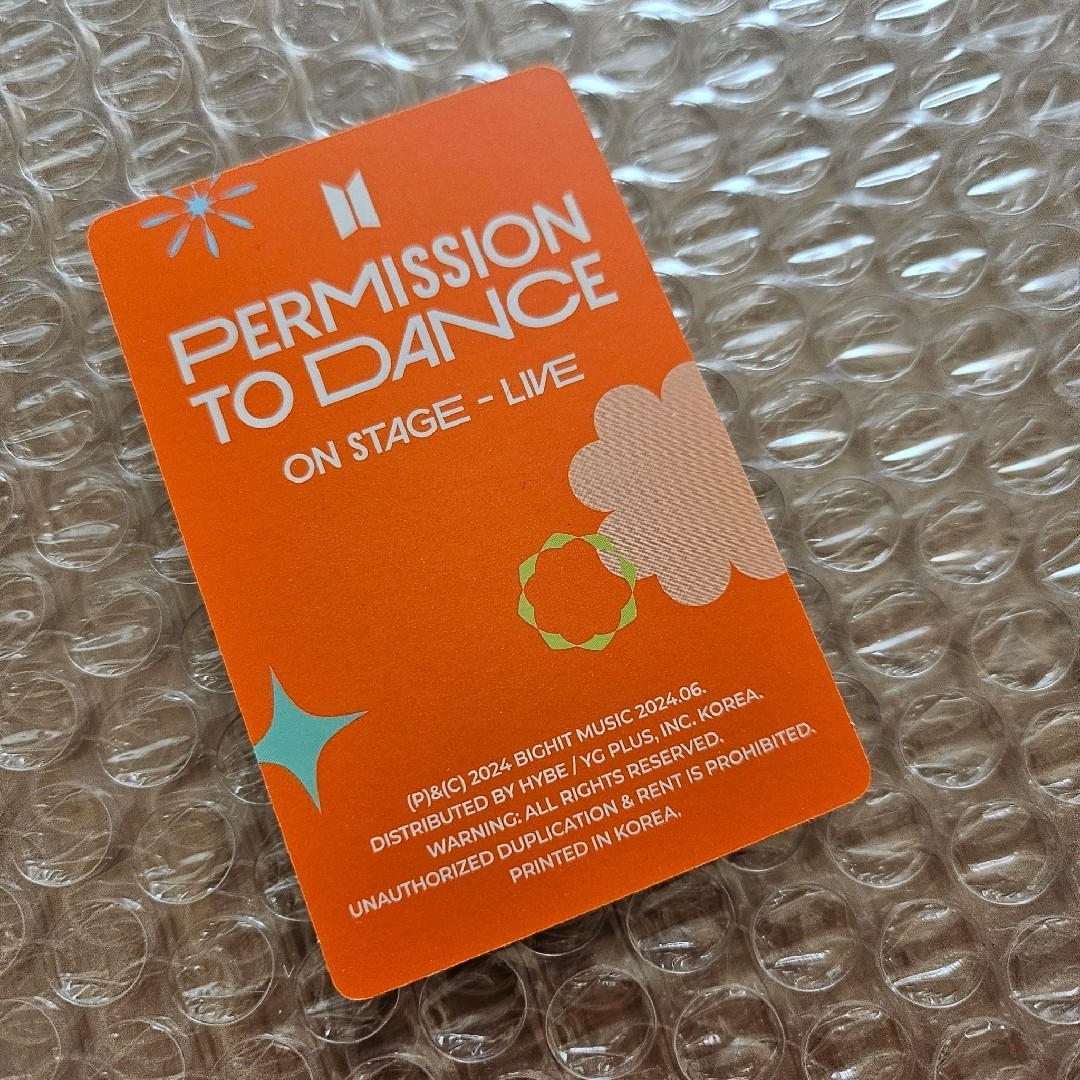 PERMISSION
TO DANCE
ON STAGE - LIVE
(P)&(C) 2024 BIGHIT MUSIC 2024.06.
DISTRIBUTED BY HYBE / YG PLUS, INC. KOREA.
WARNING: ALL RIGHTS RESERVED.
UNAUTHORIZED DUPLICATION & RENT IS PROHIBITED.
PRINTED IN KOREA.